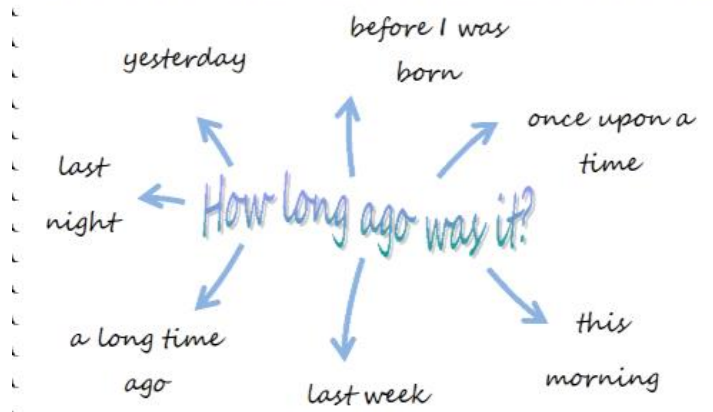 before I was
born
yesterday
once upon a
time
last
night
How long ago was it?
this
morning
a long time
ago
last week